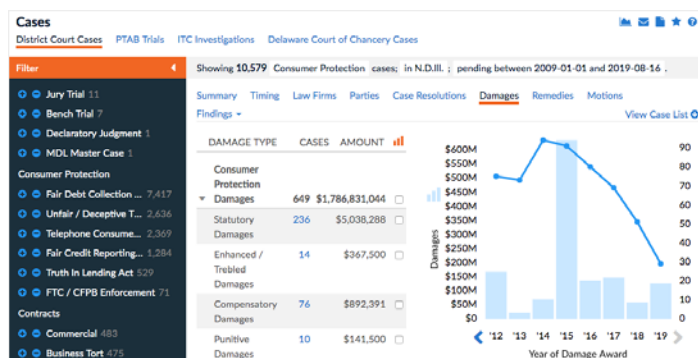 Cases
District Court Cases PTAB Trials ITC Investigations Delaware Court of Chancery Cases
Filter
Showing 10,579 Consumer Protection cases; in N.D.Ill. ; pending between 2009-01-01 and 2019-08-16 .
Jury Trial 11
Bench Trial 7
Declaratory Judgment 1
MDL Master Case 1
Consumer Protection
Fair Debt Collection ... 7,417
Unfair / Deceptive T... 2,636
Telephone Consume... 2,369
Fair Credit Reporting... 1,284
Truth In Lending Act 529
FTC / CFPB Enforcement 71
Contracts
Commercial 483
Business Tort 475
Summary Timing Law Firms Parties Case Resolutions Damages Remedies Motions
Findings
View Case List
DAMAGE TYPE CASES AMOUNT
Consumer
Protection
Damages 649 $1,786,831,044
Statutory 236 $5,038,288
Damages
Enhanced / 14 $367,500
Trebled
Damages
Compensatory 76 $892,391
Damages
Punitive 10 $141,500
Damages
Damages
$600M
$550M
$500M
$450M
$400M
$350M
$300M
$250M
$200M
$150M
$100M
$50M
$0
90
80
70
60
50
40
30
20
10
0
'12 '13 '14 '15 '16 '17 '18 '19
Year of Damage Award